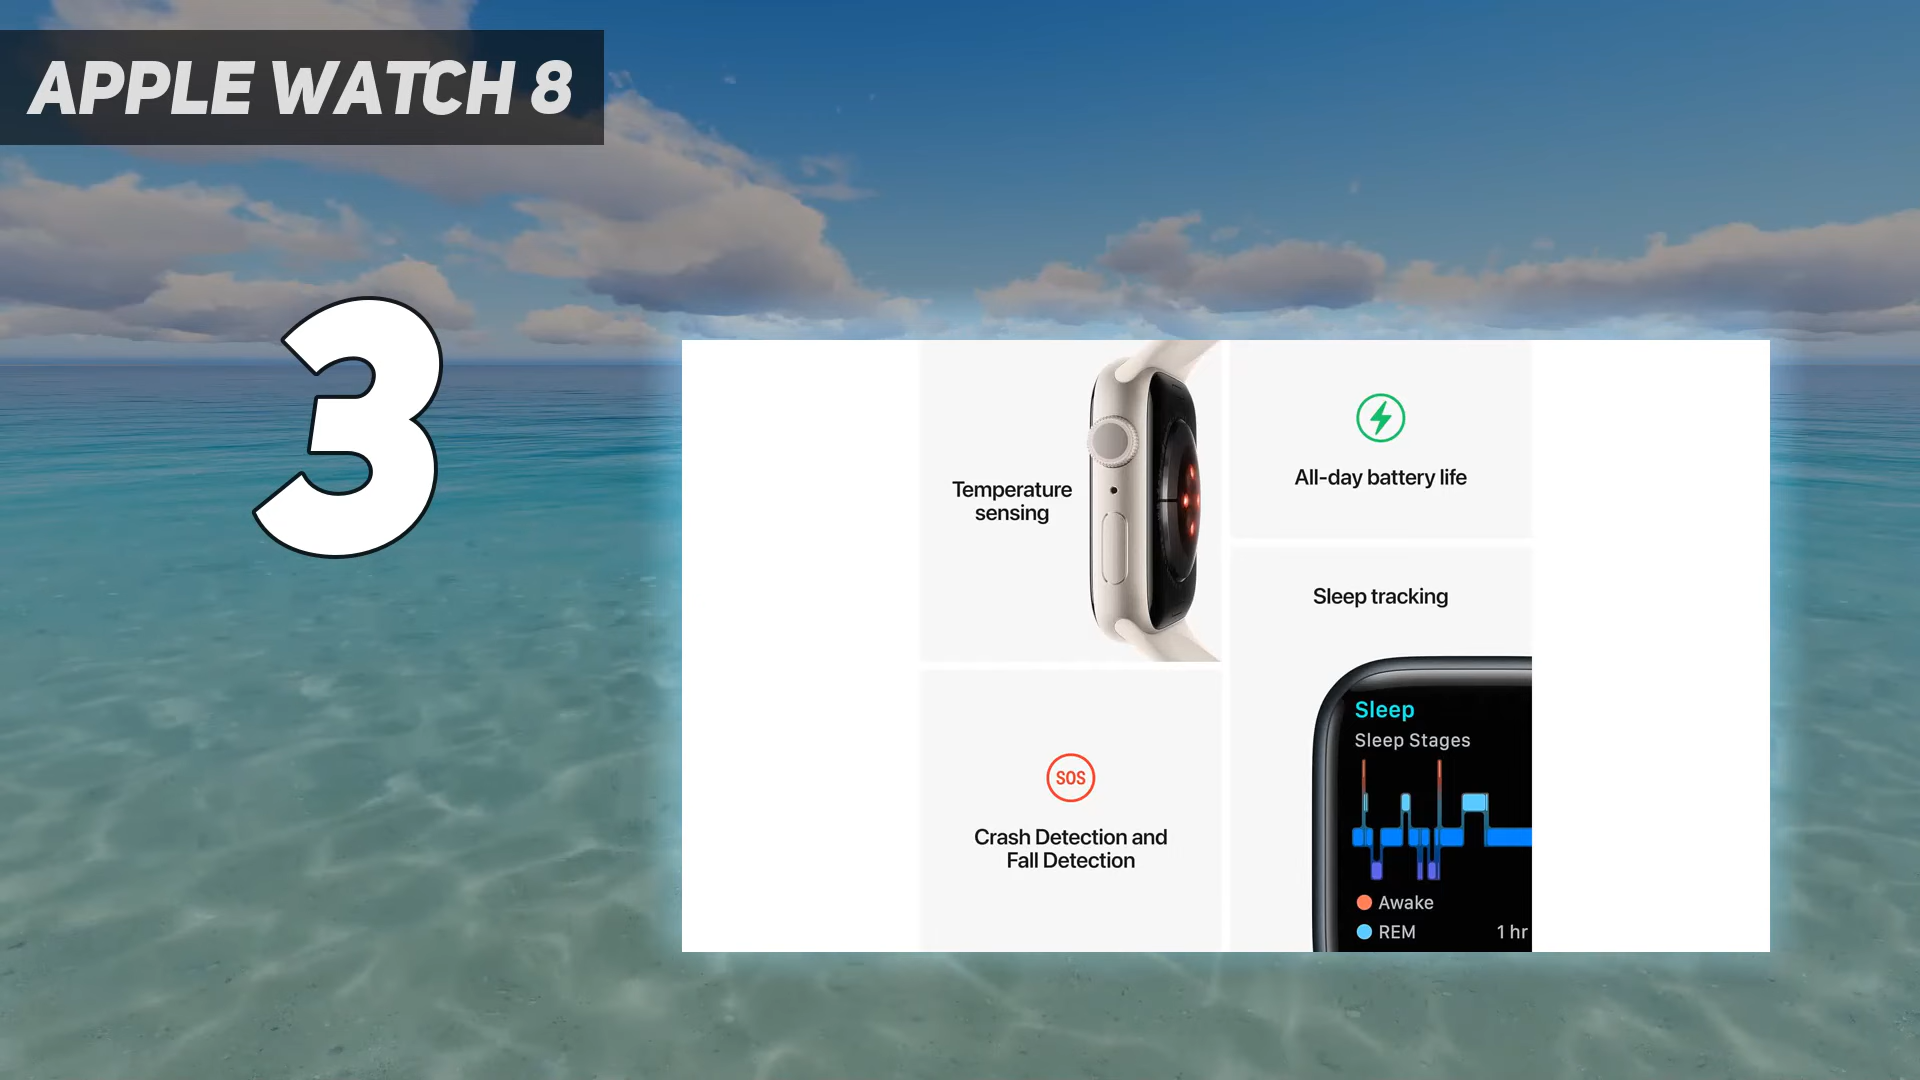 APPLE WATCH 8
3
Temperature
sensing
All-day battery life
Sleep tracking
Sleep
Sleep Stages
SOS
Crash Detection and
Fall Detection
Awake
REM
1 hr